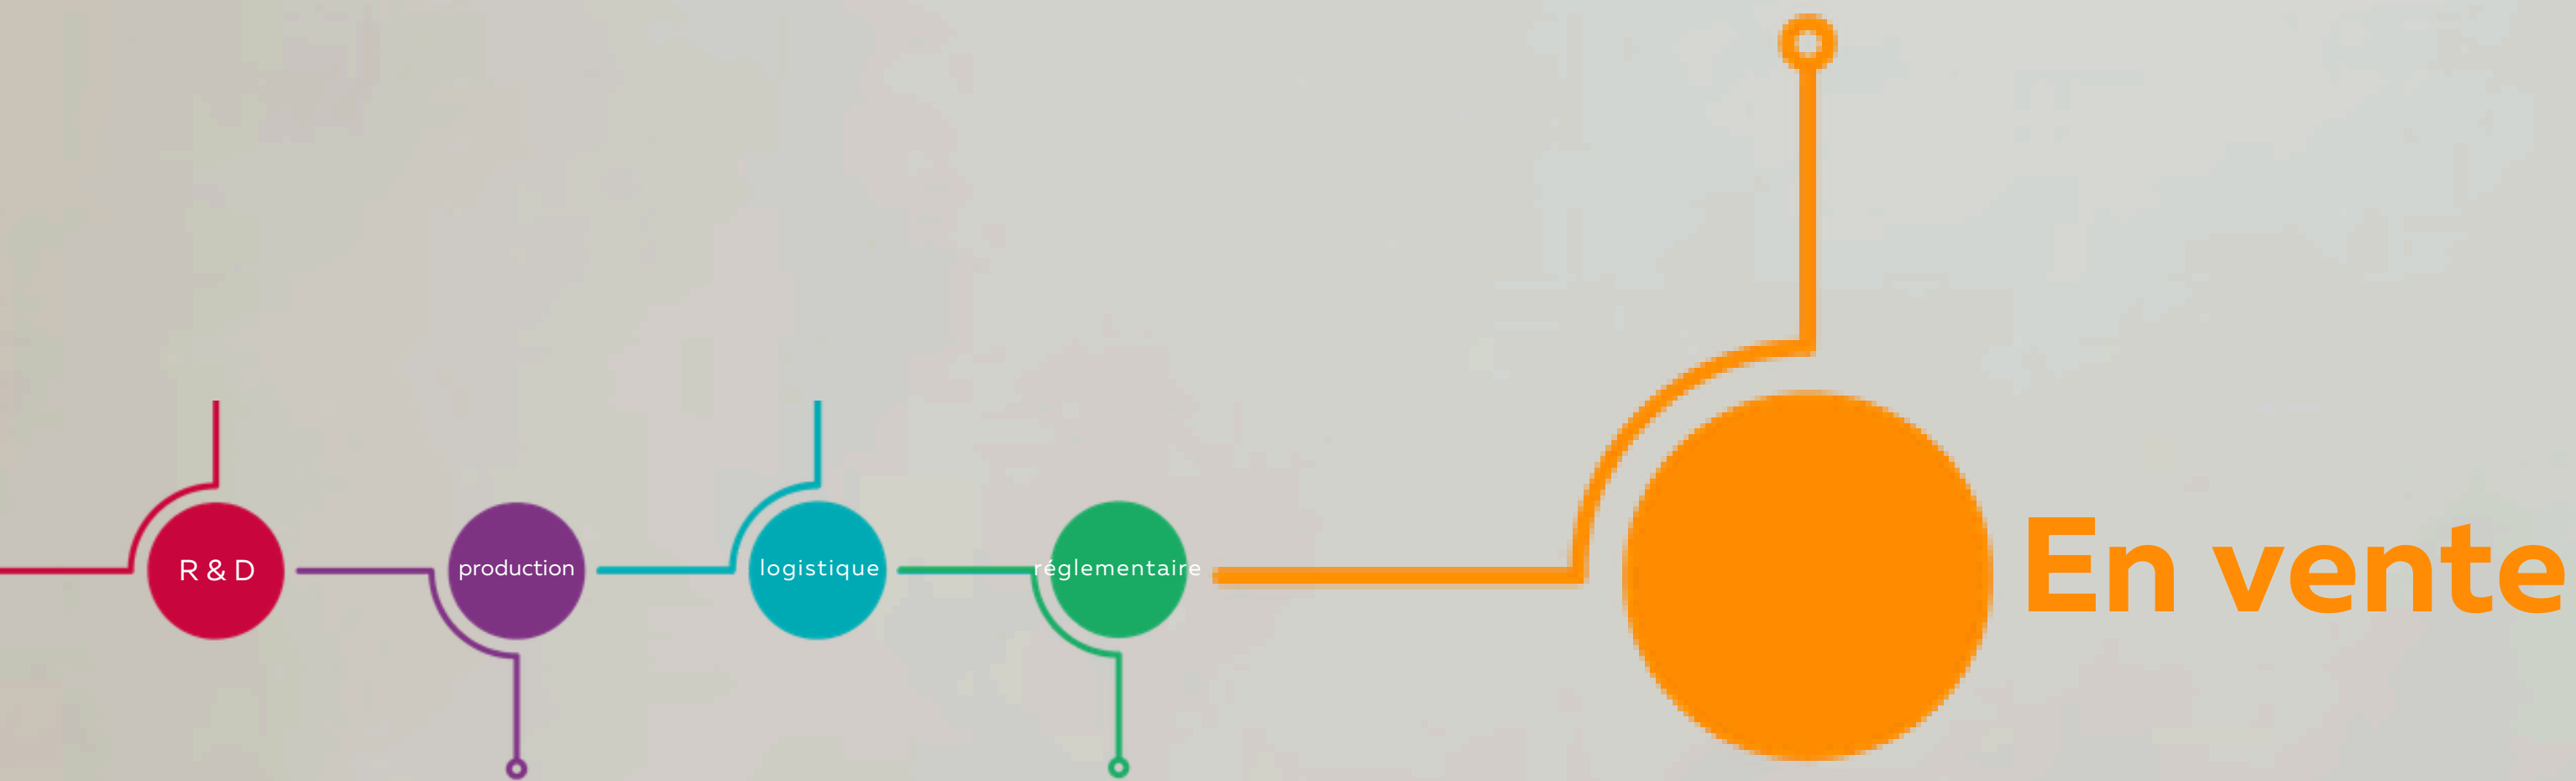 R & D
production
logistique
réglementaire
En vente